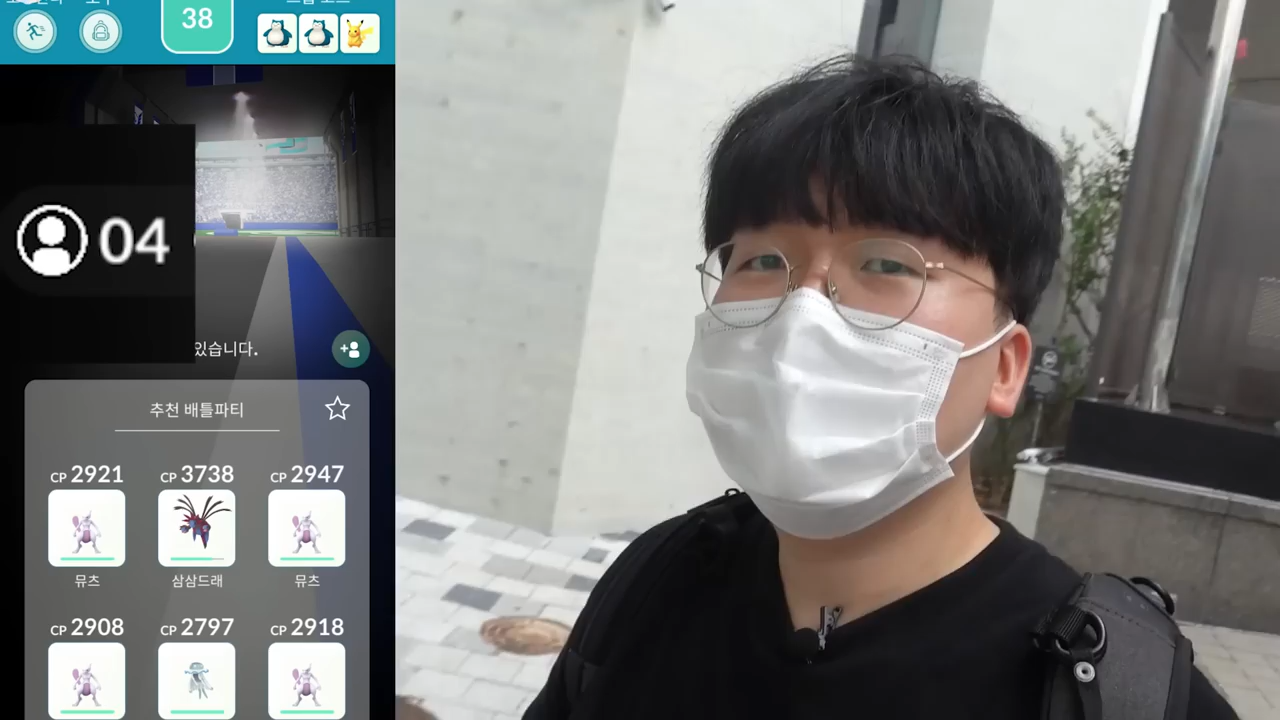 38
04
있습니다.
추천 배틀파티
CP 2921
CP 3738
CP 2947
뮤츠
삼삼드래
뮤츠
CP 2908
CP 2797
CP 2918